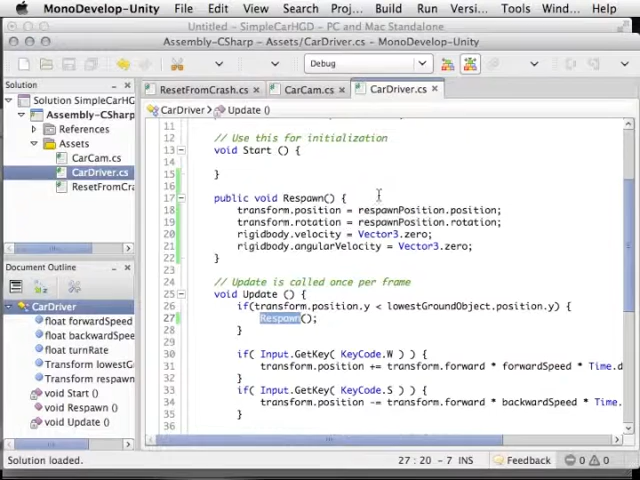 MonoDevelop-Unity File Edit View Search Proj... Build Run Versi... Tools Wind... Help
Untitled - SimpleCarHGD - PC and Mac Standalone
Assembly-CSharp - Assets/CarDriver.cs - MonoDevelop-Unity
Debug
Solution
ResetFromCrash.cs CarCam.cs CarDriver.cs
Solution SimpleCarHG
CarDriver Update ()
Assembly-CSharp
References
Assets
CarCam.cs
CarDriver.cs
ResetFromCra
11
12 // Use this for initialization
13 void Start () {
14
15 }
16
17 public void Respawn() {
18 transform.position = respawnPosition.position;
19 transform.rotation = respawnPosition.rotation;
20 rigidbody.velocity = Vector3.zero;
21 rigidbody.angularVelocity = Vector3.zero;
22 }
23
24 // Update is called once per frame
25 void Update () {
26 if(transform.position.y < lowestGroundObject.position.y) {
27 Respawn();
28 }
29
30 if( Input.GetKey( KeyCode.W ) ) {
31 transform.position += transform.forward * forwardSpeed * Time.d
32 }
33 if( Input.GetKey( KeyCode.S ) ) {
34 transform.position -= transform.forward * backwardSpeed * Time.
35 }
36
Document Outline
CarDriver
float forwardSpeed
float backwardSpee
float turnRate
Transform lowestG
Transform respawn
void Start ()
void Respawn ()
void Update ()
Solution loaded. 27 : 20 - 7 INS Feedback 0 0